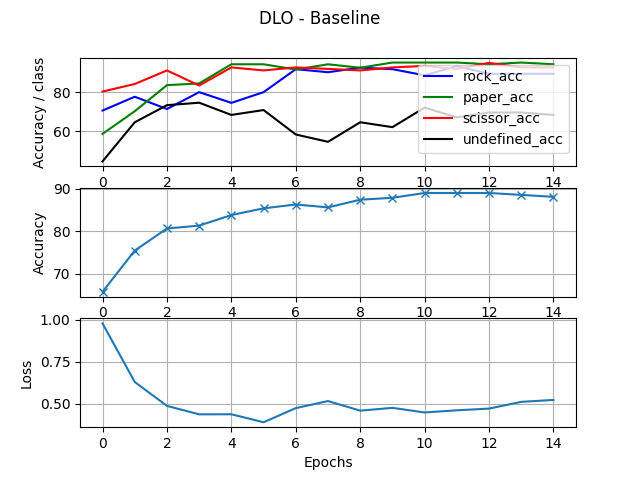 DLO - Baseline
Accuracy / class
80
60
rock_acc
paper_acc
scissor_acc
undefined_acc
0 2 4 6 8 10 12 14
Accuracy
90
80
70
0 2 4 6 8 10 12 14
Loss
1.00
0.75
0.50
0 2 4 6 8 10 12 14
Epochs